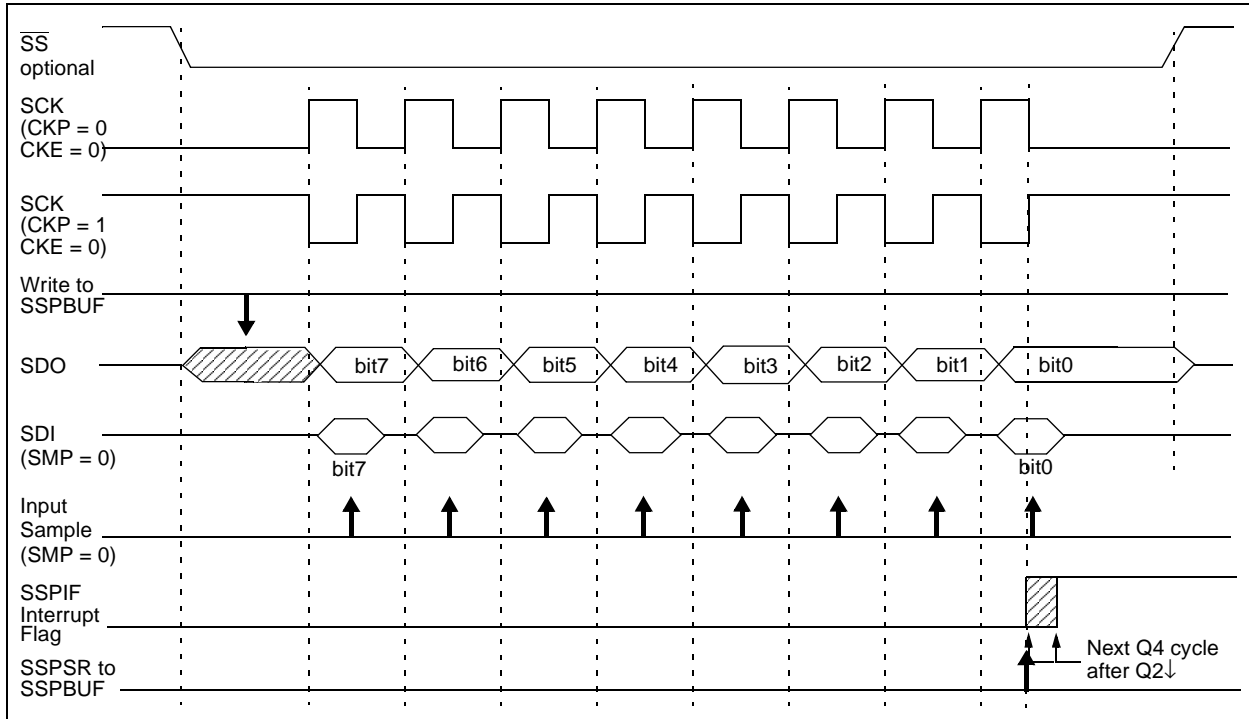 SS
optional
SCK
(CKP = 0
CKE = 0)
SCK
(CKP = 1
CKE = 0)
Write to
SSPBUF
SDO
bit7
bit6
bit5
bit4
bit3
bit2
bit1
bit0
SDI
(SMP = 0)
bit7
bit0
Input
Sample
(SMP = 0)
SSPIF
Interrupt
Flag
SSPSR to
SSPBUF
Next Q4 cycle
after Q2↓